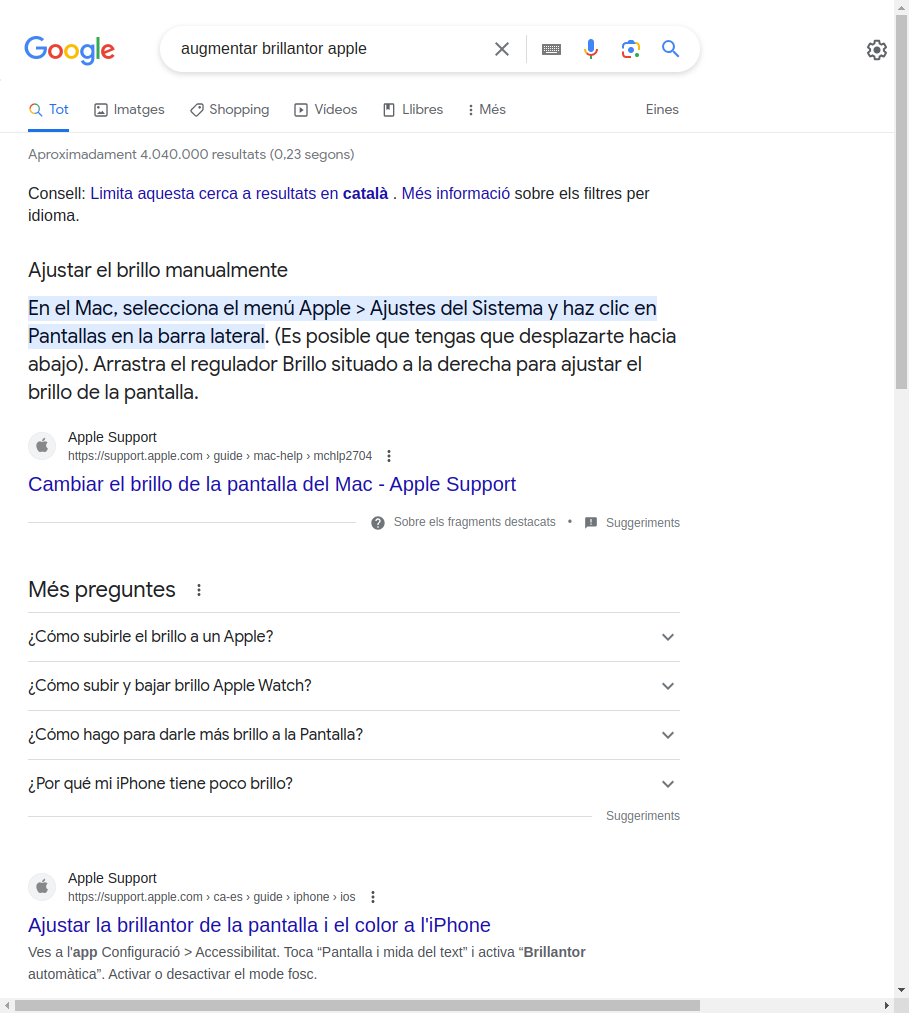 Google
augmentar brillantor apple
Tot Imatges Shopping Vídeos Llibres Més Eines
Aproximadament 4.040.000 resultats (0,23 segons)
Consell: Limita aquesta cerca a resultats en català . Més informació sobre els filtres per
idioma.
Ajustar el brillo manualmente
En el Mac, selecciona el menú Apple > Ajustes del Sistema y haz clic en
Pantallas en la barra lateral. (Es posible que tengas que desplazarte hacia
abajo). Arrastra el regulador Brillo situado a la derecha para ajustar el
brillo de la pantalla.
Apple Support
https://support.apple.com › guide › mac-help › mchlp2704
Cambiar el brillo de la pantalla del Mac - Apple Support
Sobre els fragments destacats • Suggeriments
Més preguntes
¿Cómo subirle el brillo a un Apple?
¿Cómo subir y bajar brillo Apple Watch?
¿Cómo hago para darle más brillo a la Pantalla?
¿Por qué mi iPhone tiene poco brillo?
Suggeriments
Apple Support
https://support.apple.com › ca-es › guide › iphone › ios
Ajustar la brillantor de la pantalla i el color a l'iPhone
Ves a l'app Configuració > Accessibilitat. Toca “Pantalla i mida del text” i activa “Brillantor
automàtica”. Activar o desactivar el mode fosc.